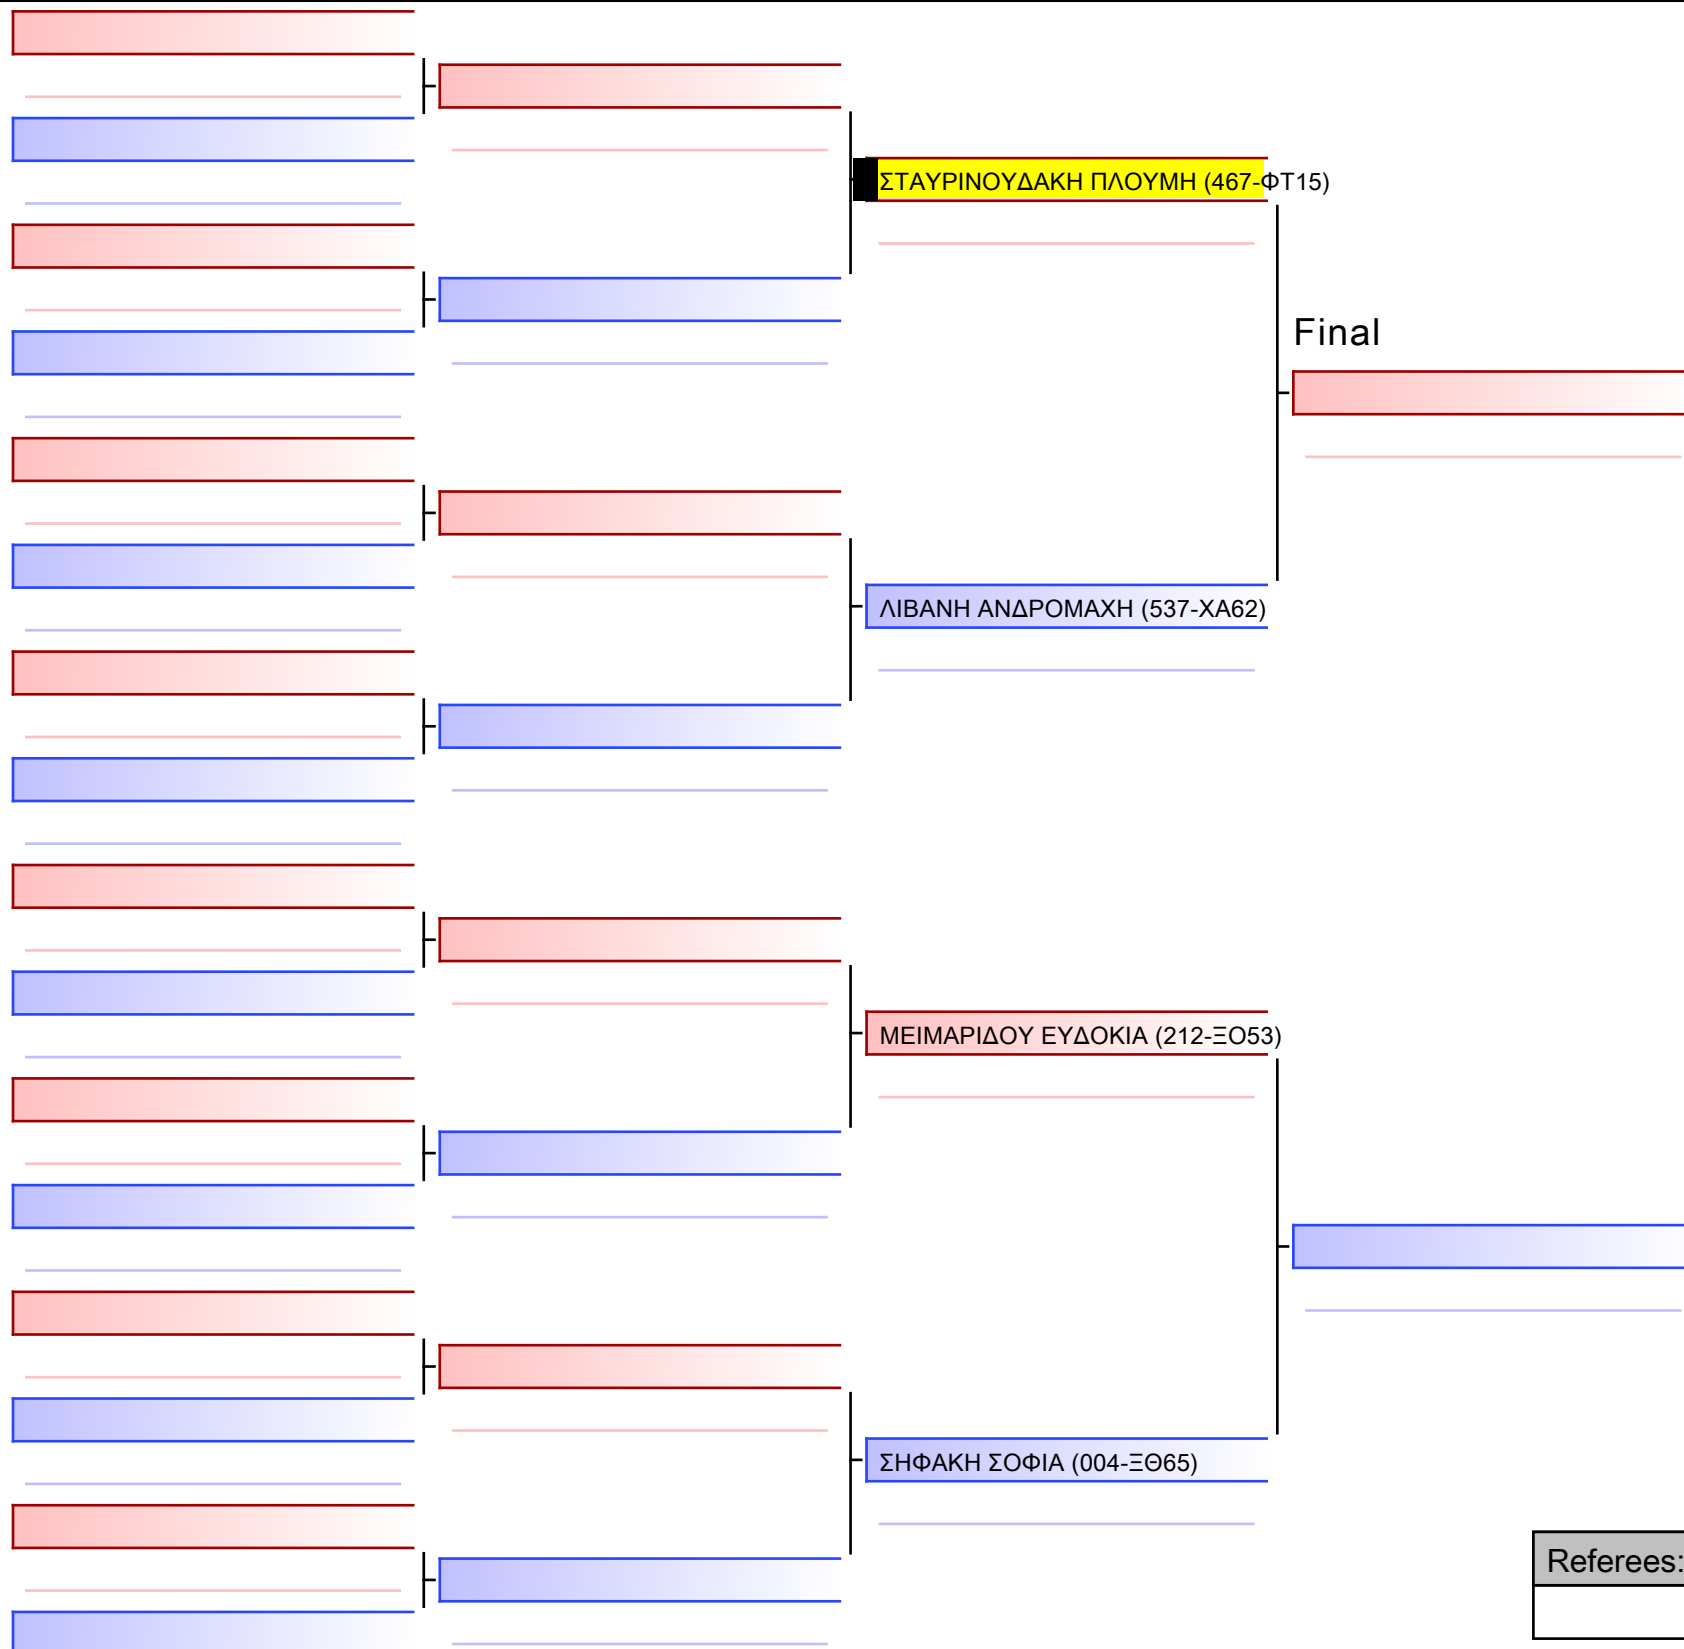 ΣΤΑΥΡΙΝΟΥΔΑΚΗ ΠΛΟΥΜΗ (467-ΦΤ15)
Final
ΛΙΒΑΝΗ ΑΝΔΡΟΜΑΧΗ (537-ΧΑ62)
ΜΕΙΜΑΡΙΔΟΥ ΕΥΔΟΚΙΑ (212-ΞΟ53)
ΣΗΦΑΚΗ ΣΟΦΙΑ (004-ΞΘ65)
Referees: